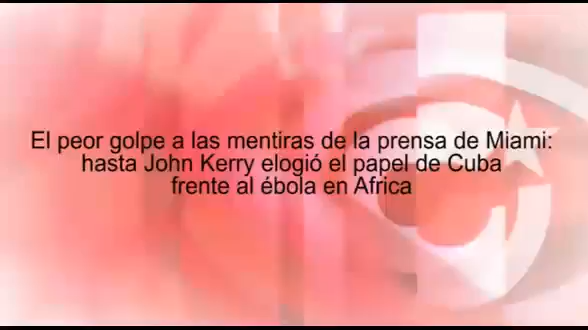 El peor golpe a las mentiras de la prensa de Miami:
hasta John Kerry elogió el papel de Cuba
frente al ébola en Africa